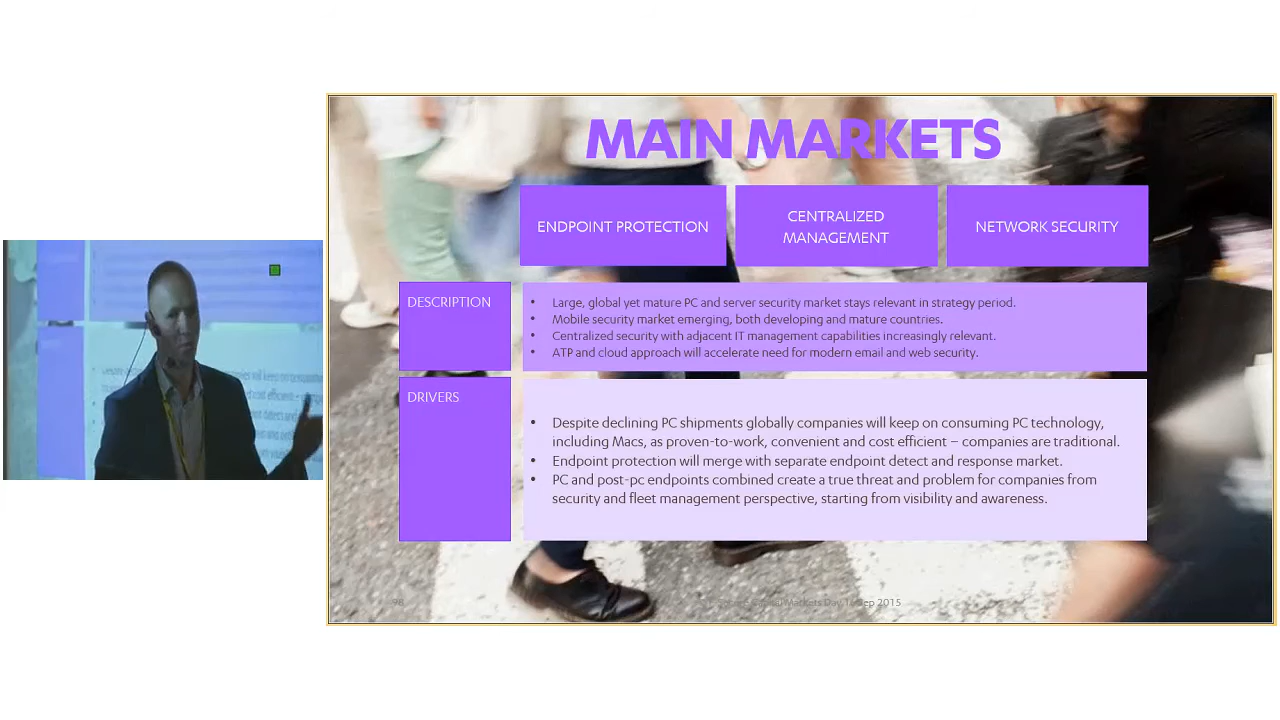 MAIN MARKETS
ENDPOINT PROTECTION
CENTRALIZED
MANAGEMENT
NETWORK SECURITY
DESCRIPTION
• Large, global yet mature PC and server security market stays relevant in strategy period.
• Mobile security market emerging, both developing and mature countries.
• Centralized security with adjacent IT management capabilities increasingly relevant.
• ATP and cloud approach will accelerate need for modern email and web security.
DRIVERS
• Despite declining PC shipments globally companies will keep on consuming PC technology,
including Macs, as proven-to-work, convenient and cost efficient – companies are traditional.
• Endpoint protection will merge with separate endpoint detect and response market.
• PC and post-pc endpoints combined create a true threat and problem for companies from
security and fleet management perspective, starting from visibility and awareness.
98
Capital Markets Day Sep 2015